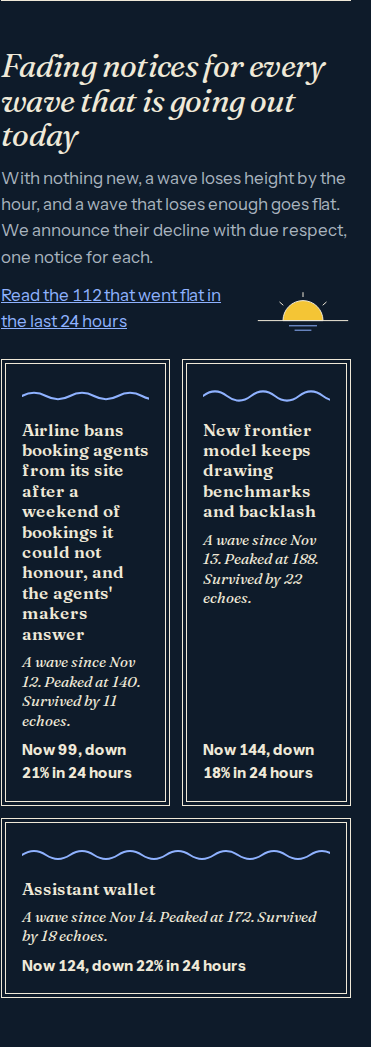 Fading notices for every
wave that is going out
today
With nothing new, a wave loses height by the
hour, and a wave that loses enough goes flat.
We announce their decline with due respect,
one notice for each.
Read the 112 that went flat in
the last 24 hours
Airline bans
booking agents
from its site
after a
weekend of
bookings it
could not
honour, and
the agents'
makers
answer
A wave since Nov
12. Peaked at 140.
Survived by 11
echoes.
Now 99, down
21% in 24 hours
New frontier
model keeps
drawing
benchmarks
and backlash
A wave since Nov
13. Peaked at 188.
Survived by 22
echoes.
Now 144, down
18% in 24 hours
Assistant wallet
A wave since Nov 14. Peaked at 172. Survived
by 18 echoes.
Now 124, down 22% in 24 hours